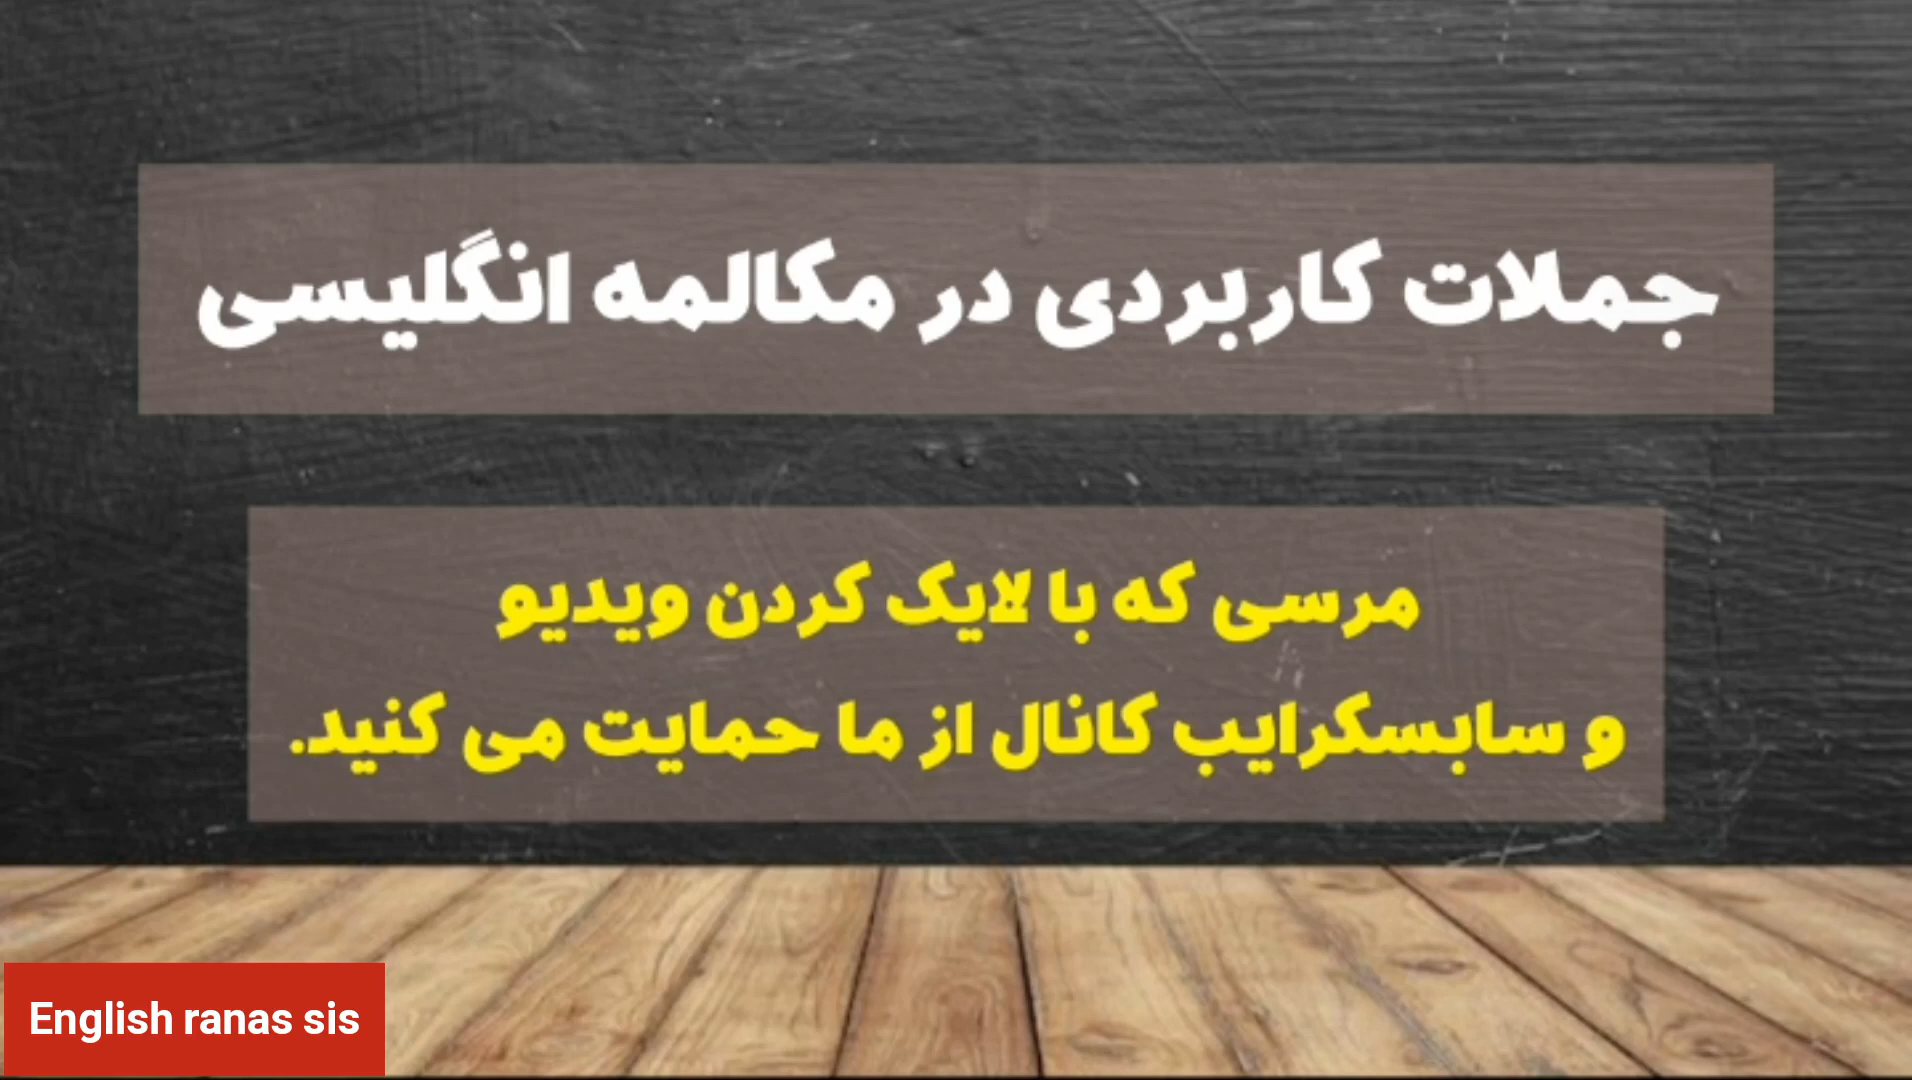 جملات کاربردی در مکالمه انگلیسی
مرسی که با لایک کردن ویدیو
و سابسکرایب کانال از ما حمایت می کنید.
English ranas sis